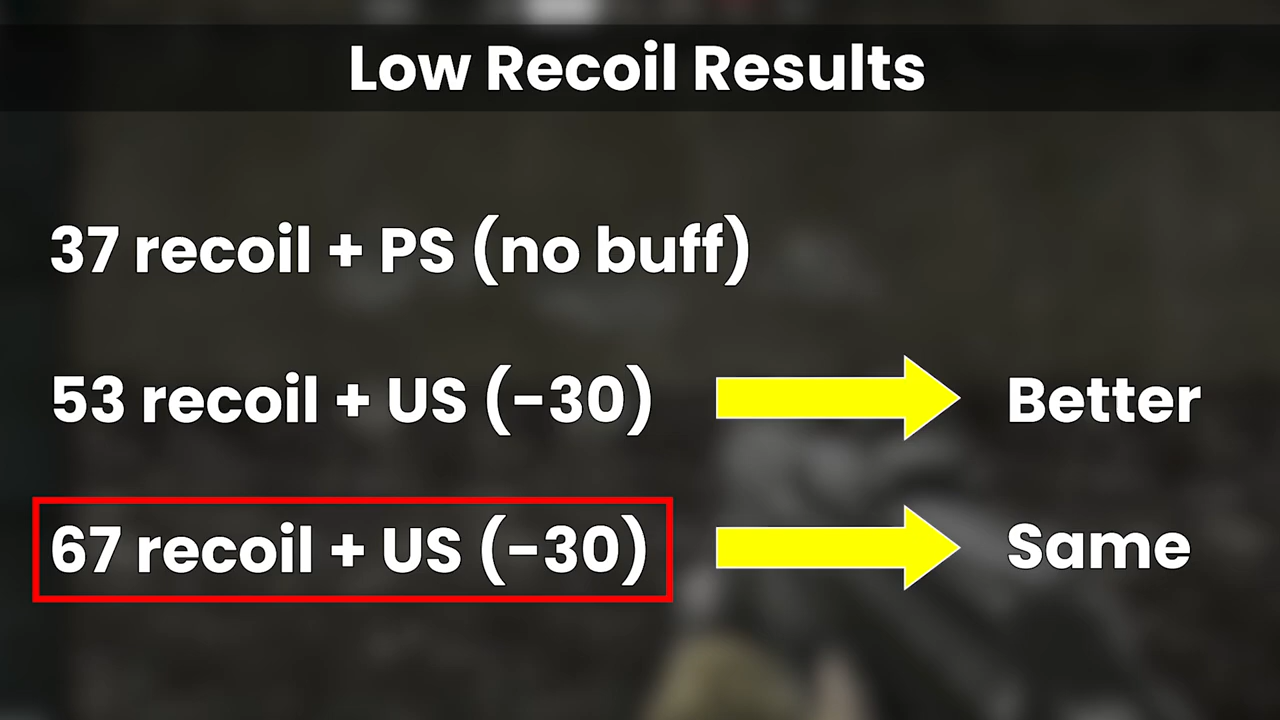 Low Recoil Results
37 recoil + PS (no buff)
53 recoil + US (-30)
Better
67 recoil + US (-30)
Same